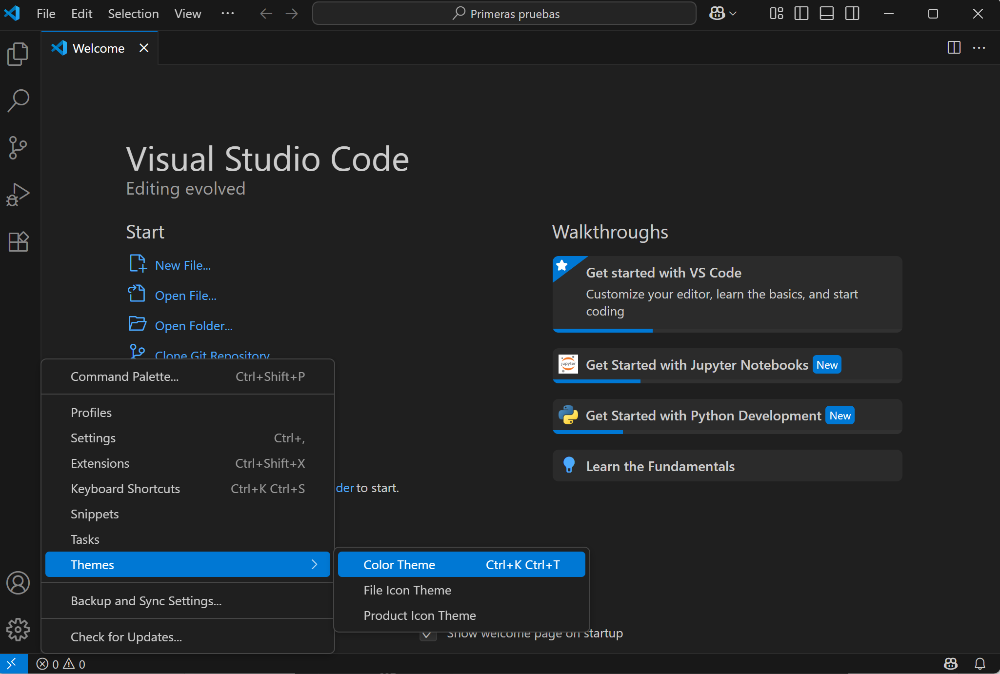 File Edit Selection View ...
Primeras pruebas
Welcome
Visual Studio Code
Editing evolved
Start
New File...
Open File...
Open Folder...
Clone Git Repository
to start.
Walkthroughs
Get started with VS Code
Customize your editor, learn the basics, and start
coding
jupyter
Get Started with Jupyter Notebooks New
Get Started with Python Development New
Learn the Fundamentals
Command Palette... Ctrl+Shift+P
Profiles
Settings Ctrl+,
Extensions Ctrl+Shift+X
Keyboard Shortcuts Ctrl+K Ctrl+S
Snippets
Tasks
Themes
Backup and Sync Settings...
Check for Updates...
Color Theme Ctrl+K Ctrl+T
File Icon Theme
Product Icon Theme
Show welcome page on startup
0 0